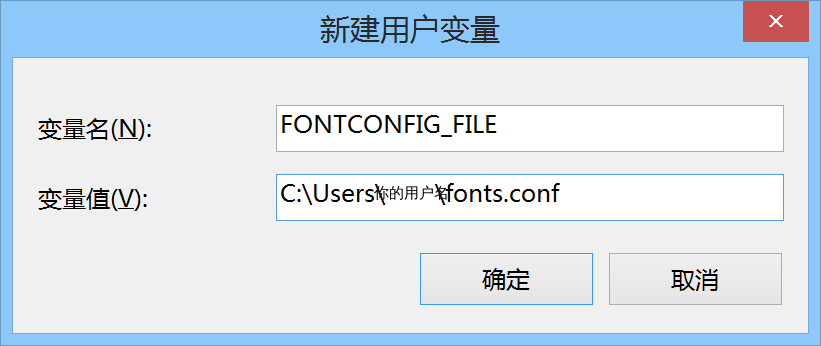 新建用户变量
变量名(N):
FONTCONFIG_FILE
变量值(V):
C:\Users\你的用户名\fonts.conf
确定
取消